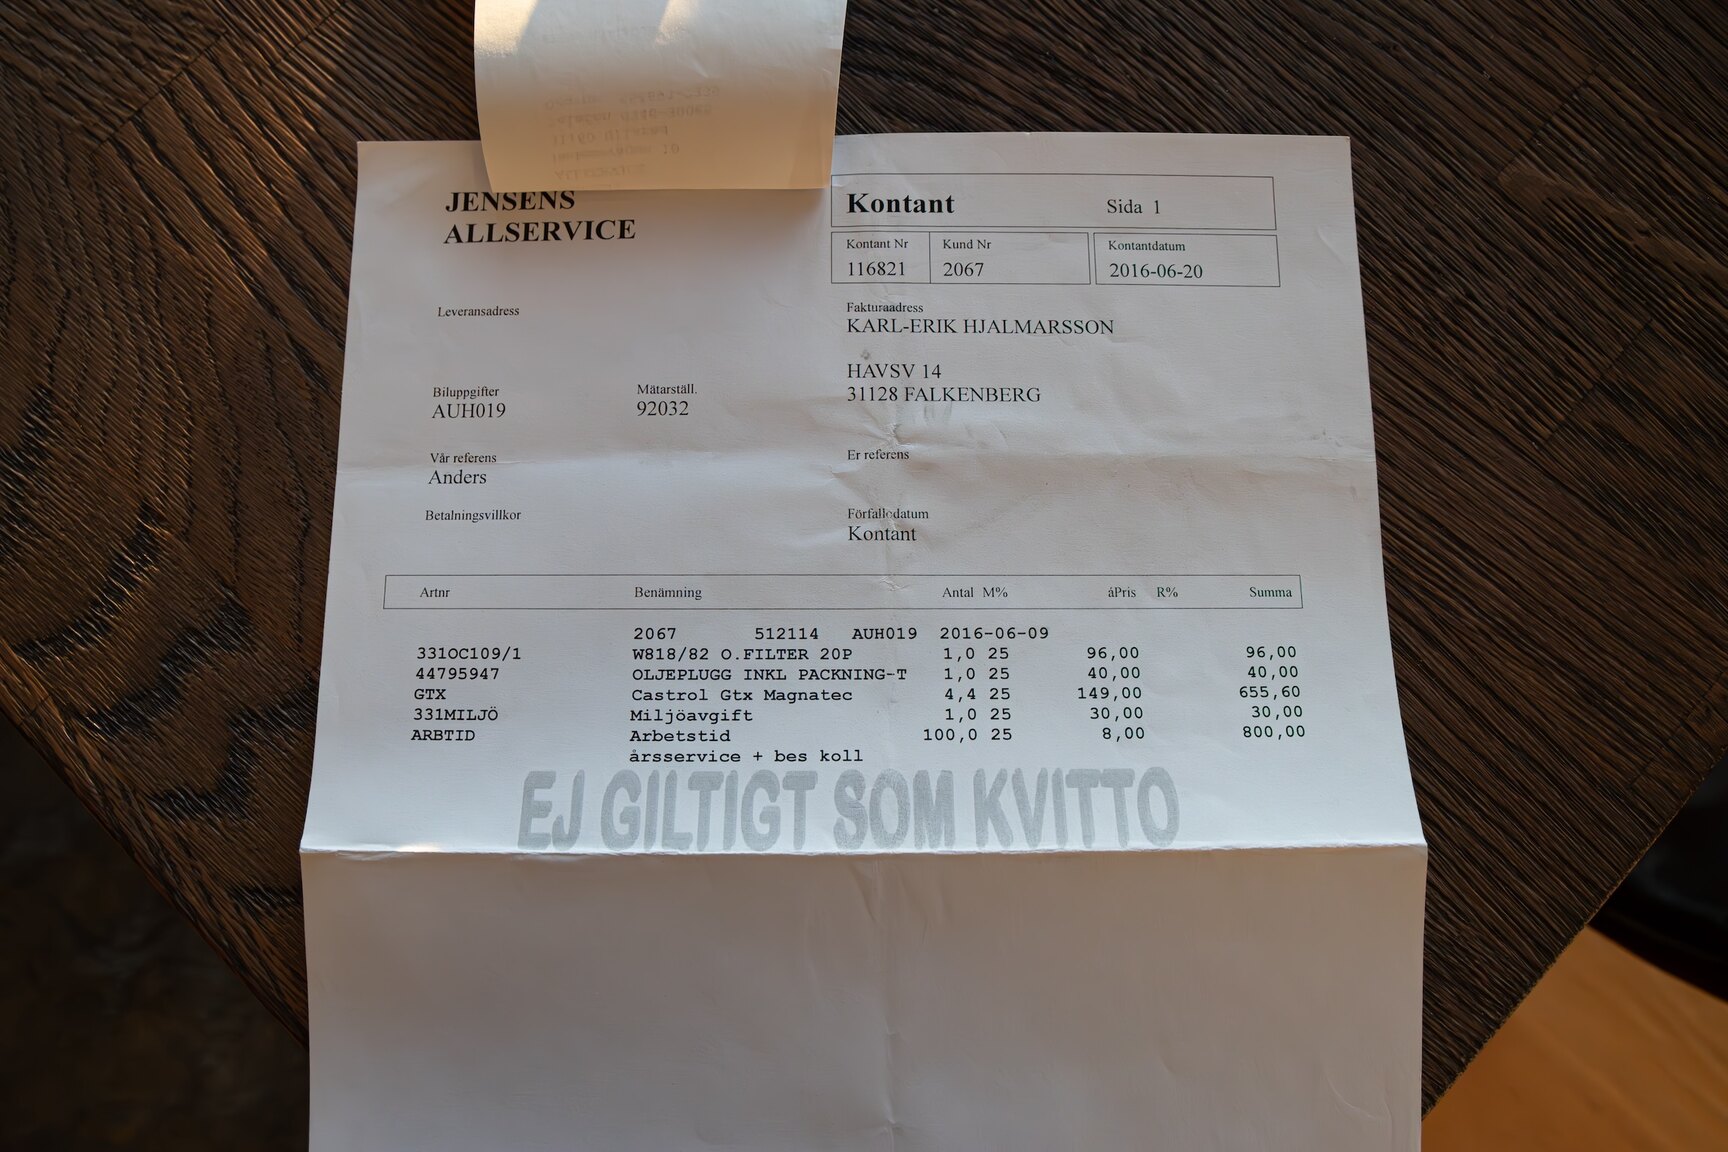 JENSENS
ALLSERVICE
Kontant Sida 1
Kontant Nr Kund Nr Kontantdatum
116821 2067 2016-06-20
Leveransadress
Fakturaadress
KARL-ERIK HJALMARSSON
HAVSV 14
31128 FALKENBERG
Biluppgifter Mätarställ.
AUH019 92032
Vår referens Er referens
Anders
Betalningsvillkor Förfallodatum
Kontant
Artnr Benämning Antal M% áPris R% Summa
2067 512114 AUH019 2016-06-09
331OC109/1 W818/82 O.FILTER 20P 1,0 25 96,00 96,00
44795947 OLJEPLUGG INKL PACKNING-T 1,0 25 40,00 40,00
GTX Castrol Gtx Magnatec 4,4 25 149,00 655,60
331MILJÖ Miljöavgift 1,0 25 30,00 30,00
ARBTID Arbetstid 100,0 25 8,00 800,00
årsservice + bes koll
EJ GILTIGT SOM KVITTO